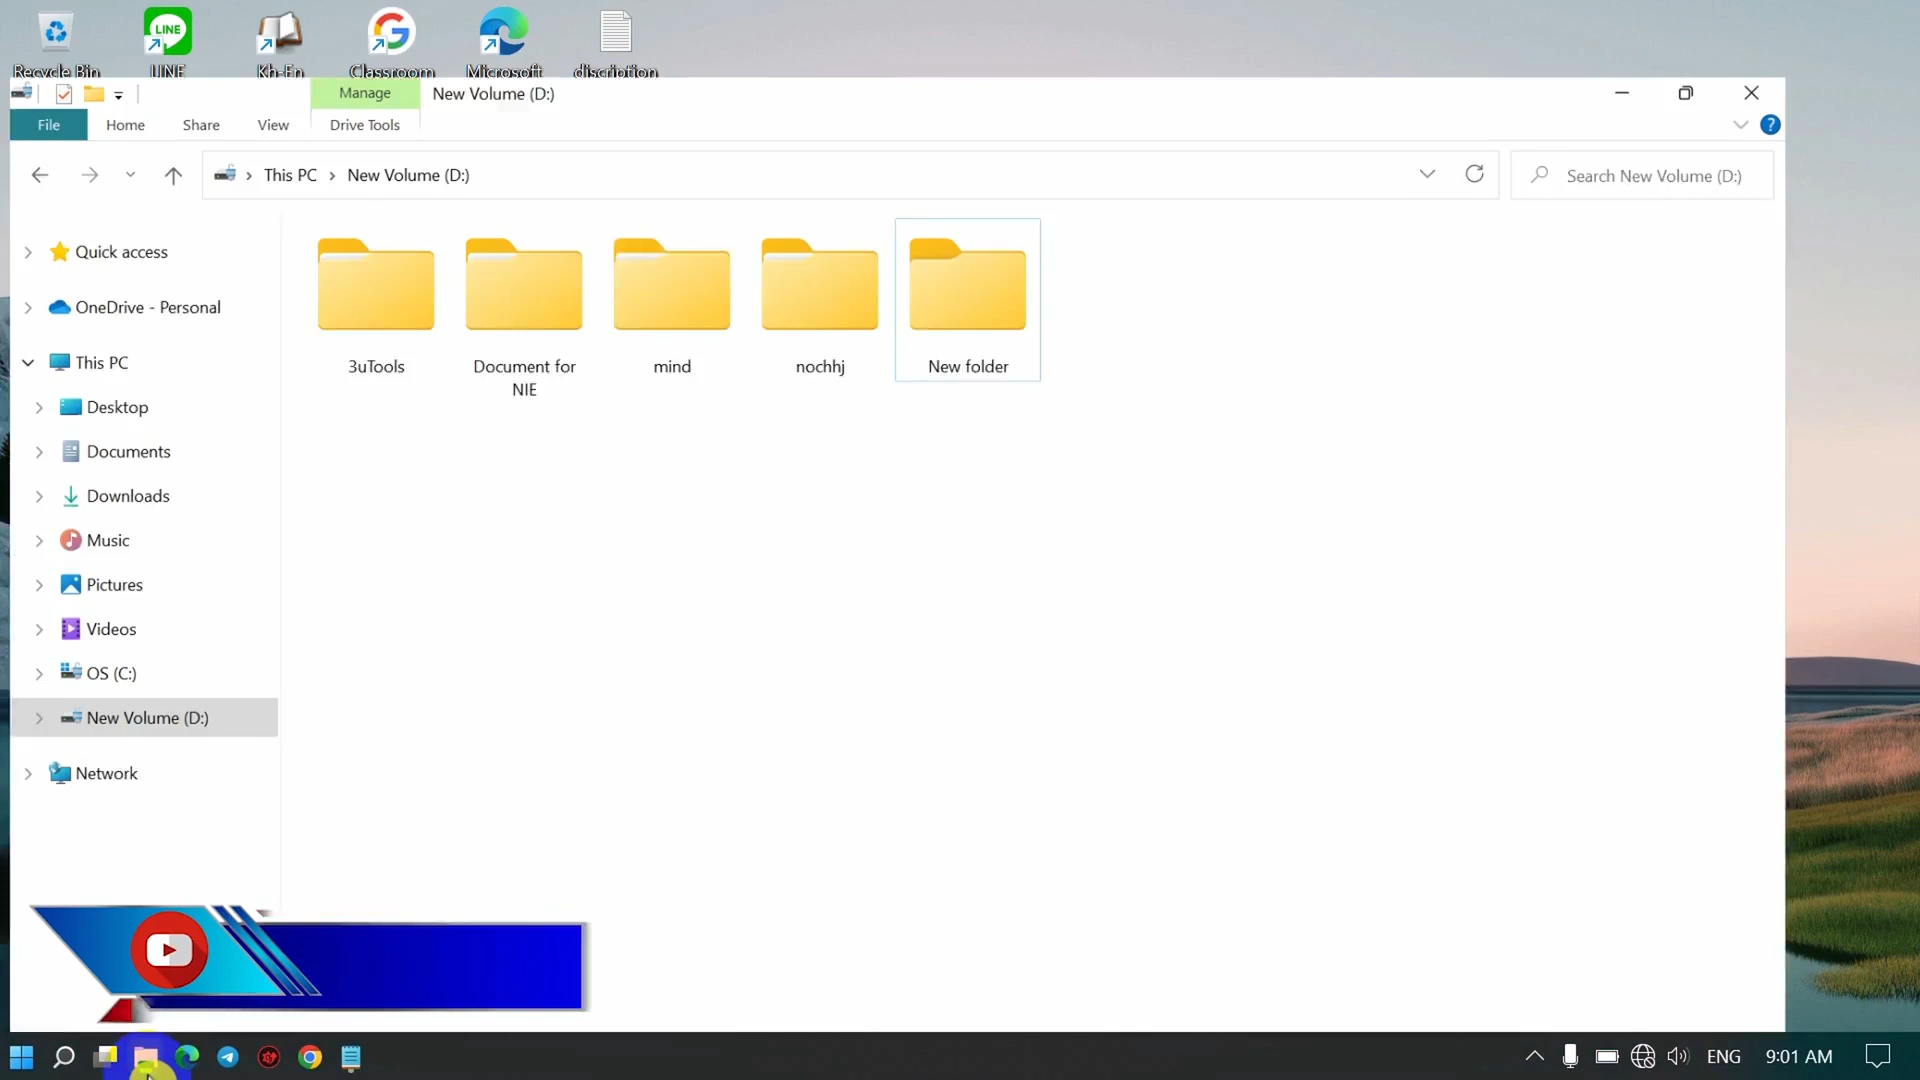 Recycle Bin
LINE
Kh-En
Classroom
Microsoft
discription
Manage
New Volume (D:)
File
Home
Share
View
Drive Tools
?
This PC
New Volume (D:)
Search New Volume (D:)
Quick access
OneDrive - Personal
This PC
Desktop
Documents
Downloads
Music
Pictures
Videos
OS (C:)
New Volume (D:)
Network
3uTools
Document for
NIE
mind
nochhj
New folder
ENG
9:01 AM